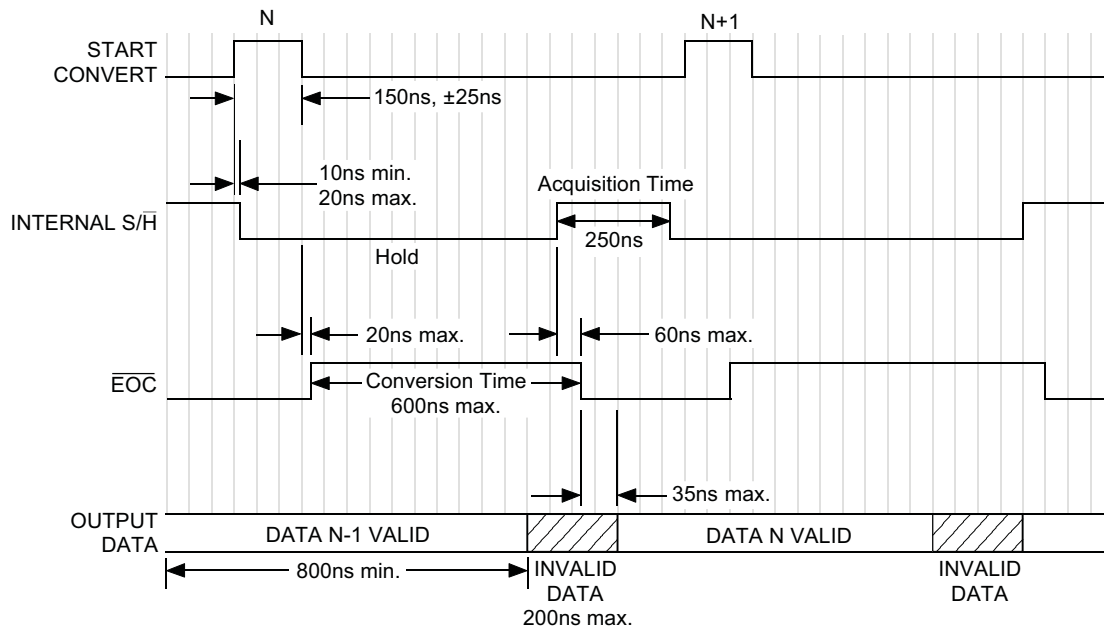 N
N+1
START
CONVERT
150ns, ±25ns
10ns min.
20ns max.
Acquisition Time
INTERNAL S/H̅
250ns
Hold
20ns max.
60ns max.
E̅O̅C̅
Conversion Time
600ns max.
35ns max.
OUTPUT
DATA
DATA N-1 VALID
DATA N VALID
800ns min.
INVALID
DATA
200ns max.
INVALID
DATA